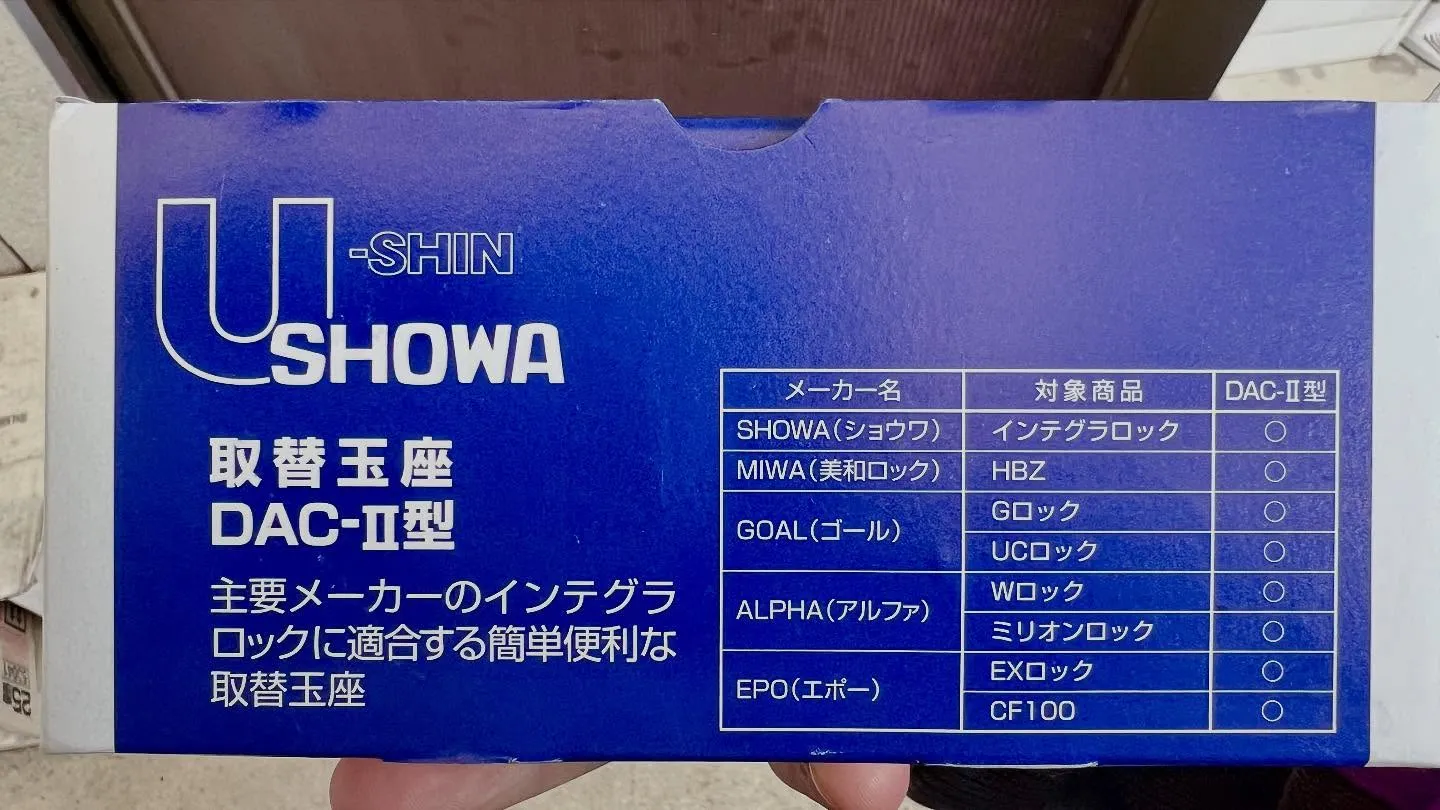 U-SHIN
SHOWA
取替玉座
DAC-Ⅱ型
主要メーカーのインテグラ
ロックに適合する簡単便利な
取替玉座
メーカー名 対象商品 DAC-Ⅱ型
SHOWA(ショウワ) インテグラロック ○
MIWA(美和ロック) HBZ ○
GOAL(ゴール) Gロック ○
UCロック ○
ALPHA(アルファ) Wロック ○
ミリオンロック ○
EPO(エポー) EXロック ○
CF100 ○